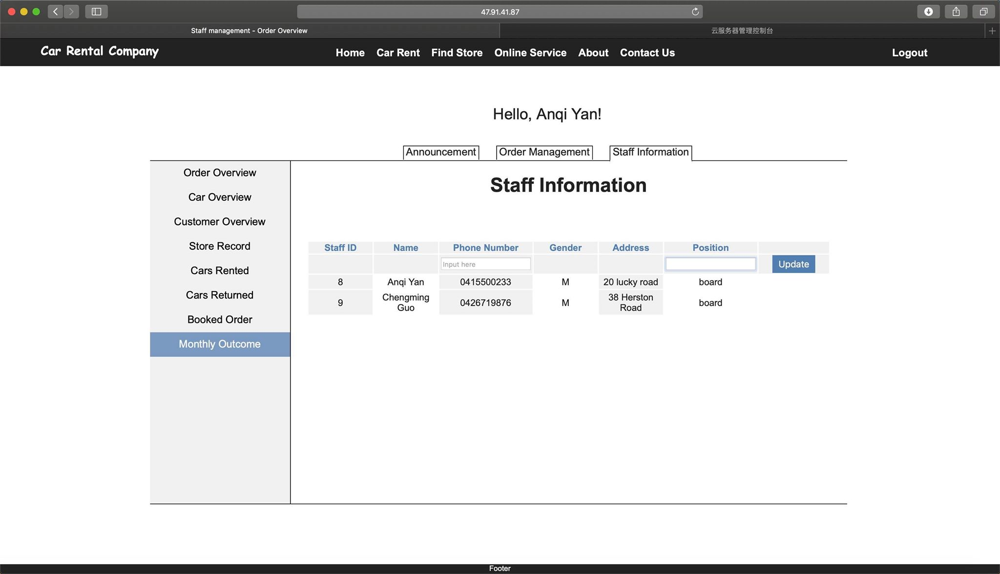 47.91.41.87
Staff management - Order Overview
云服务器管理控制台
Car Rental Company
Home Car Rent Find Store Online Service About Contact Us
Logout
Hello, Anqi Yan!
Announcement Order Management Staff Information
Order Overview
Car Overview
Customer Overview
Store Record
Cars Rented
Cars Returned
Booked Order
Monthly Outcome
Staff Information
Staff ID Name Phone Number Gender Address Position
Input here Update
8 Anqi Yan 0415500233 M 20 lucky road board
9 Chengming Guo 0426719876 M 38 Herston Road board
Footer